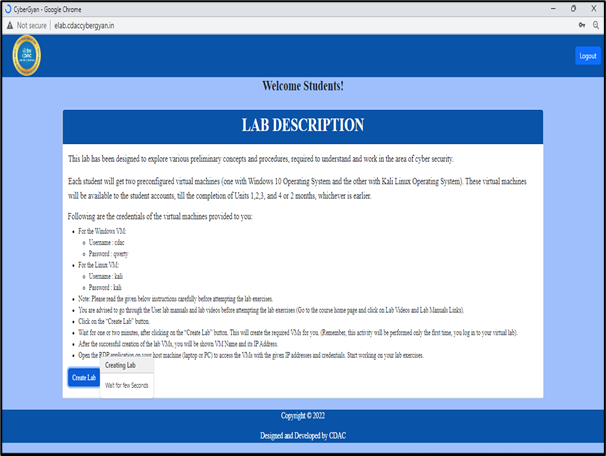 CyberGyan - Google Chrome
Not secure | elab.cdaccybergyan.in
CDAC
Logout
Welcome Students!
LAB DESCRIPTION
This lab has been designed to explore various preliminary concepts and procedures, required to understand and work in the area of cyber security.
Each student will get two preconfigured virtual machines (one with Windows 10 Operating System and the other with Kali Linux Operating System). These virtual
machines will be available to the student accounts, till the completion of Units 1,2,3, and 4 or 2 months, whichever is earlier.
Following are the credentials of the virtual machines provided to you:
• For the Windows VM:
o Username : cdac
o Password : qwerty
• For the Linux VM:
o Username : kali
o Password : kali
• Note: Please read the given below instructions carefully before attempting the lab exercises.
• You are advised to go through the User lab manuals and lab videos before attempting the lab exercises (Go to the course home page and click on Lab Videos and Lab Manuals Links).
• Click on the “Create Lab” button.
• Wait for one or two minutes, after clicking on the “Create Lab” button. This will create the required VMs for you. (Remember, this activity will be performed only the first time, you log in to your virtual lab).
• After the successful creation of the lab VMs, you will be shown VM Name and its IP Address.
• Open the RDP application on your host machine (laptop or PC) to access the VMs with the given IP addresses and credentials. Start working on your lab exercises.
Creating Lab
Create Lab
Wait for few Seconds
Copyright © 2022
Designed and Developed by CDAC